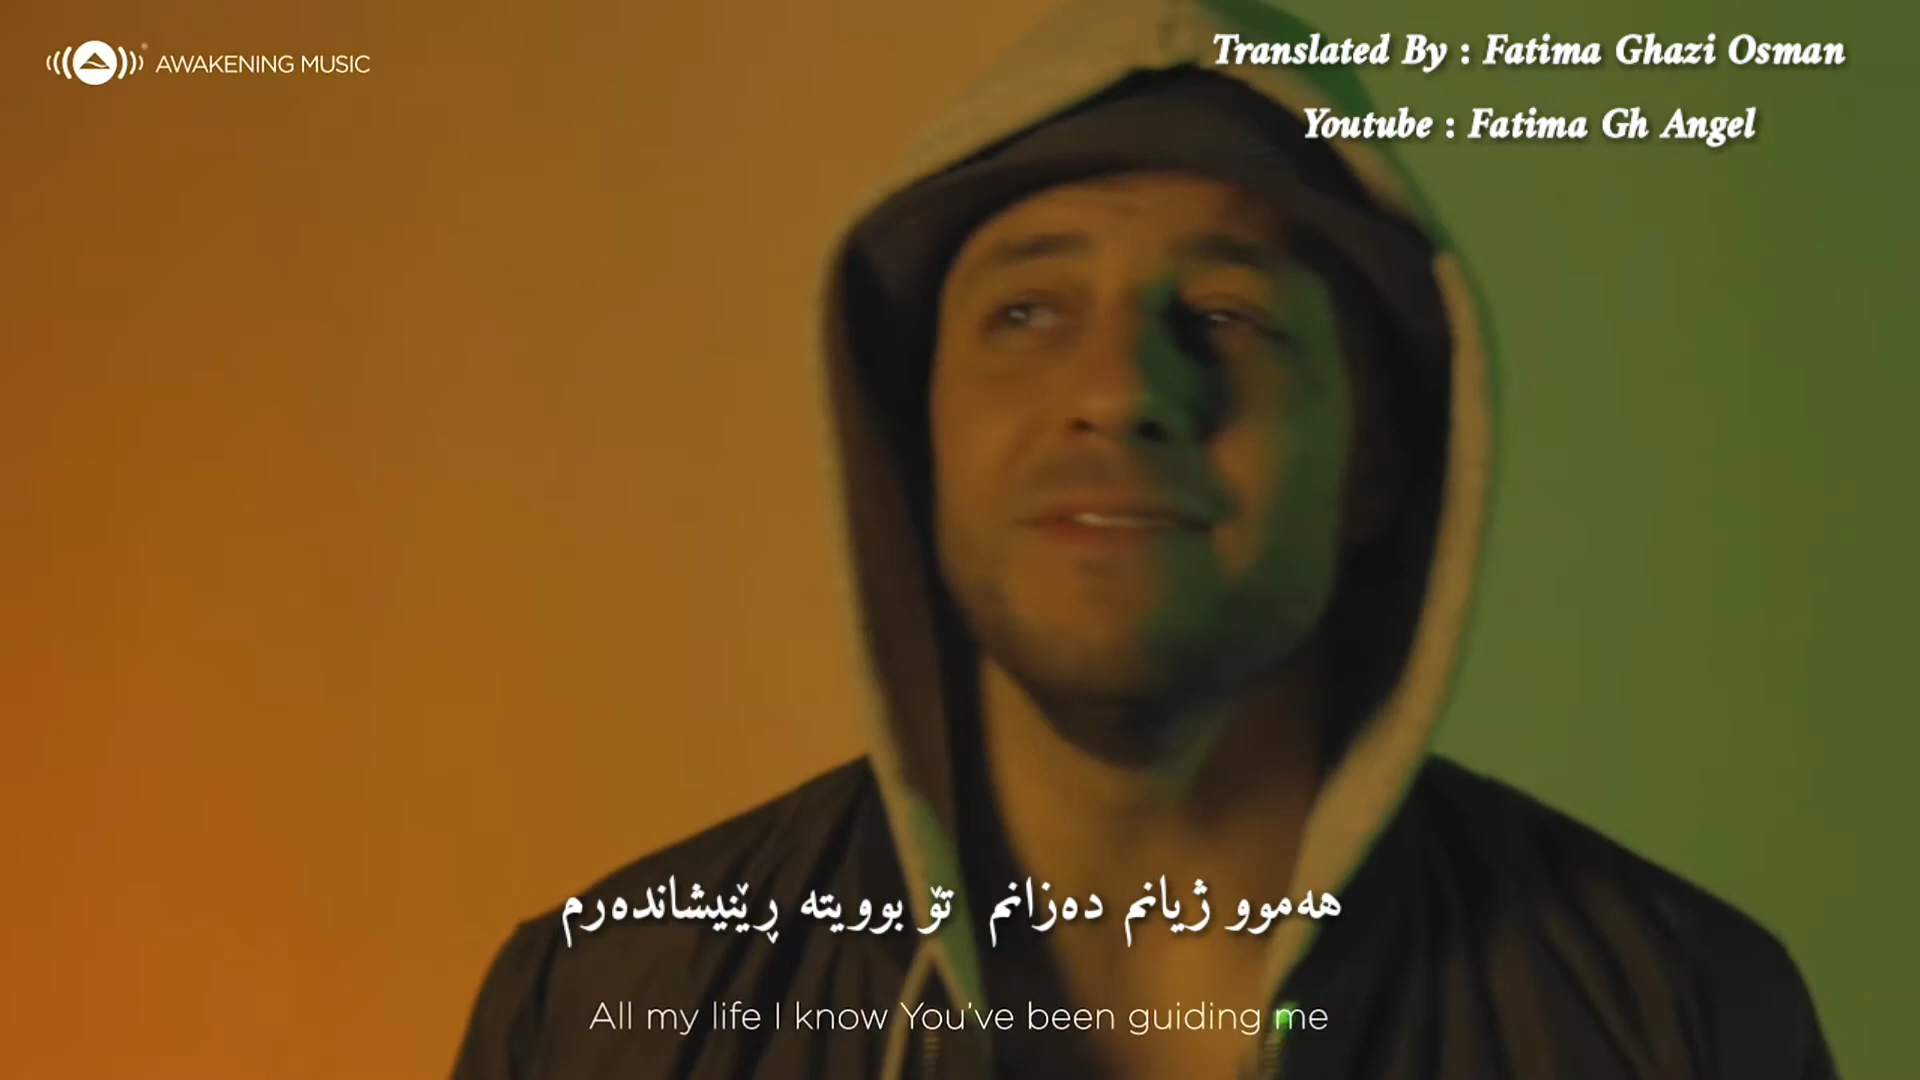 AWAKENING MUSIC
Translated By : Fatima Ghazi Osman
Youtube : Fatima Gh Angel
هەموو ژیانم دەزانم تۆ بوویتە ڕێنیشاندەرم
All my life I know You've been guiding me